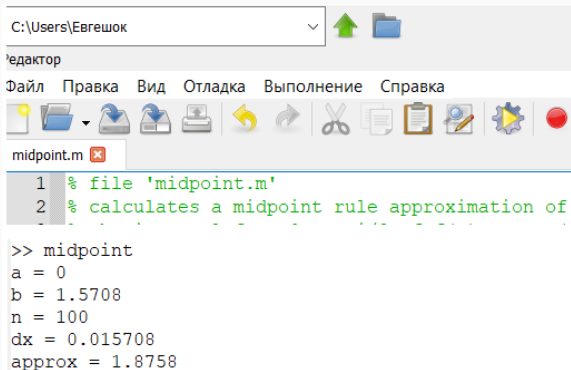 C:\Users\Евгешок
Редактор
Файл Правка Вид Отладка Выполнение Справка
midpoint.m
1 % file 'midpoint.m'
2 % calculates a midpoint rule approximation of
>> midpoint
a = 0
b = 1.5708
n = 100
dx = 0.015708
approx = 1.8758